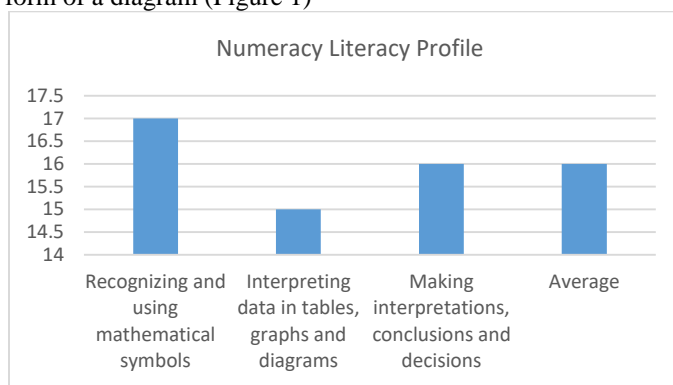 form of a diagram (Figure 1)
Numeracy Literacy Profile
17.5
17
16.5
16
15.5
15
14.5
14
Recognizing and
using
mathematical
symbols
Interpreting
data in tables,
graphs and
diagrams
Making
interpretations,
conclusions and
decisions
Average